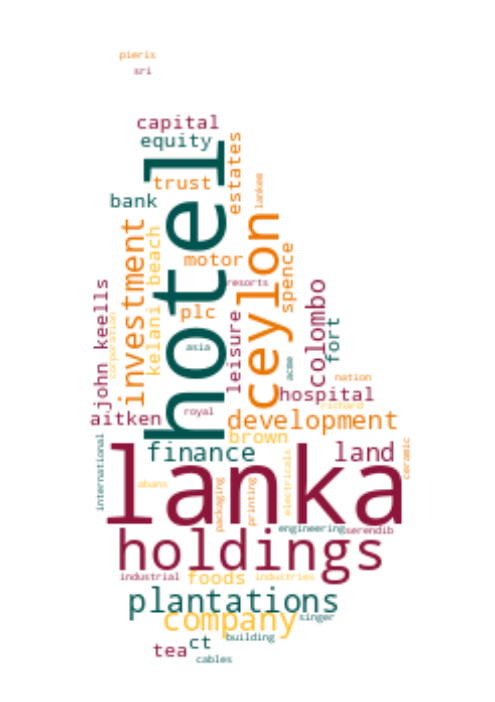 pieris
sri
capital
equity
hotel
estates
trust
lankem
bank
ceylon
investment
kelani beach
motor
spence
resorts
john keells
colombo
plc
leisure
corporation
fort
asia
acme
nation
hospital
richard
royal
aitken
development
brown
international
finance
land
ceramic
lanka
abans
packaging
printing
electricals
engineering
serendib
holdings
industrial
foods
industries
plantations
company
singer
building
ct
tea
cables